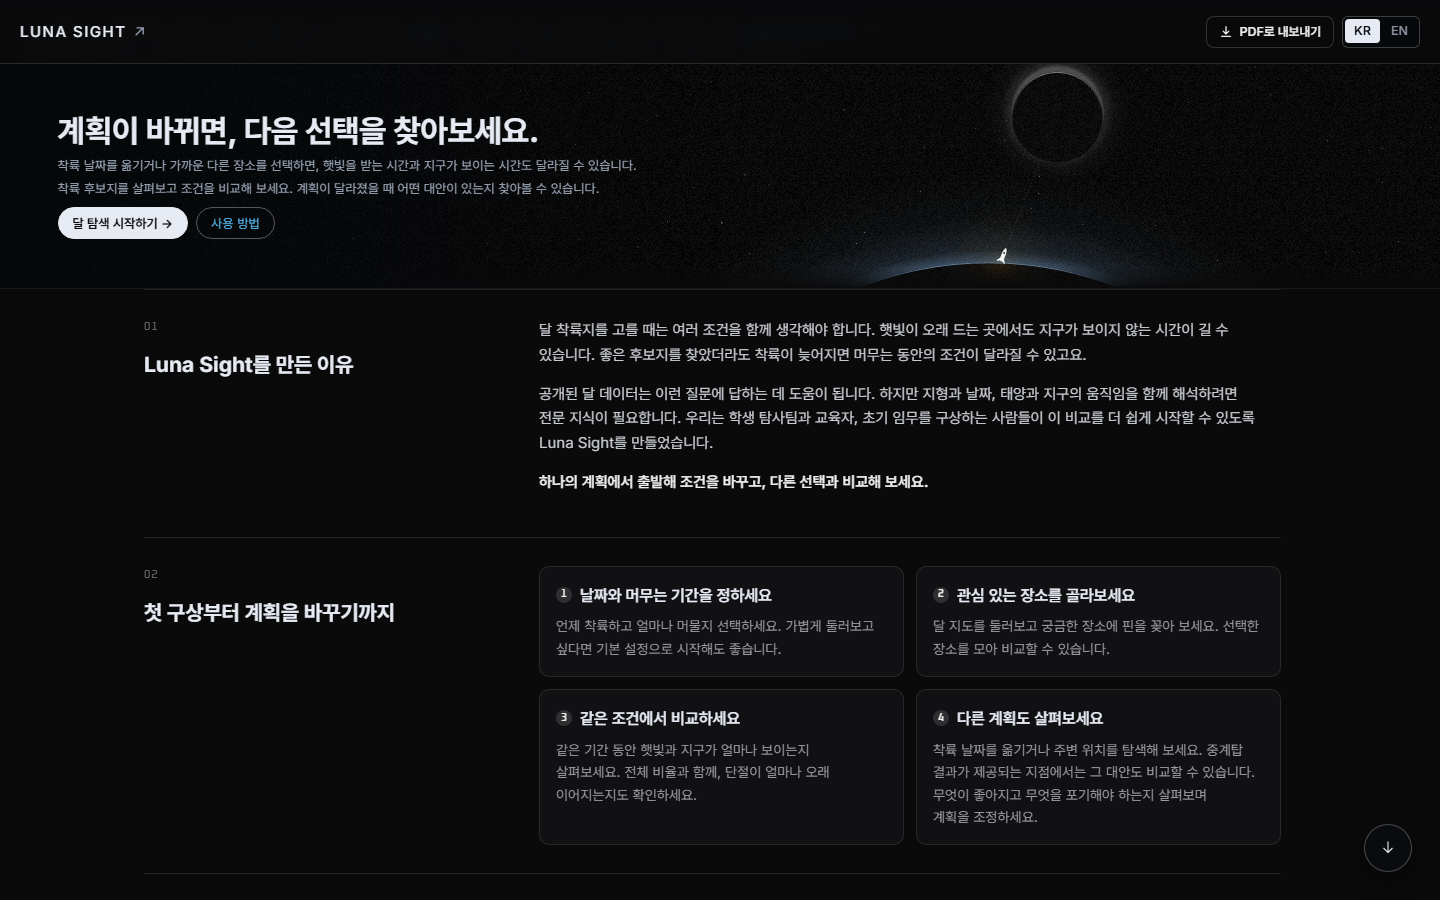 LUNA SIGHT ↗
PDF로 내보내기
KR EN
계획이 바뀌면, 다음 선택을 찾아보세요.
착륙 날짜를 옮기거나 가까운 다른 장소를 선택하면, 햇빛을 받는 시간과 지구가 보이는 시간도 달라질 수 있습니다.
착륙 후보지를 살펴보고 조건을 비교해 보세요. 계획이 달라졌을 때 어떤 대안이 있는지 찾아볼 수 있습니다.
달 탐색 시작하기 →
사용 방법
01
Luna Sight를 만든 이유
달 착륙지를 고를 때는 여러 조건을 함께 생각해야 합니다. 햇빛이 오래 드는 곳에서도 지구가 보이지 않는 시간이 길 수
있습니다. 좋은 후보지를 찾았더라도 착륙이 늦어지면 머무는 동안의 조건이 달라질 수 있고요.
공개된 달 데이터는 이런 질문에 답하는 데 도움이 됩니다. 하지만 지형과 날짜, 태양과 지구의 움직임을 함께 해석하려면
전문 지식이 필요합니다. 우리는 학생 탐사팀과 교육자, 초기 임무를 구상하는 사람들이 이 비교를 더 쉽게 시작할 수 있도록
Luna Sight를 만들었습니다.
하나의 계획에서 출발해 조건을 바꾸고, 다른 선택과 비교해 보세요.
02
첫 구상부터 계획을 바꾸기까지
1 날짜와 머무는 기간을 정하세요
언제 착륙하고 얼마나 머물지 선택하세요. 가볍게 둘러보고
싶다면 기본 설정으로 시작해도 좋습니다.
2 관심 있는 장소를 골라보세요
달 지도를 둘러보고 궁금한 장소에 핀을 꽂아 보세요. 선택한
장소를 모아 비교할 수 있습니다.
3 같은 조건에서 비교하세요
같은 기간 동안 햇빛과 지구가 얼마나 보이는지
살펴보세요. 전체 비율과 함께, 단절이 얼마나 오래
이어지는지도 확인하세요.
4 다른 계획도 살펴보세요
착륙 날짜를 옮기거나 주변 위치를 탐색해 보세요. 중계탑
결과가 제공되는 지점에서는 그 대안도 비교할 수 있습니다.
무엇이 좋아지고 무엇을 포기해야 하는지 살펴보며
계획을 조정하세요.